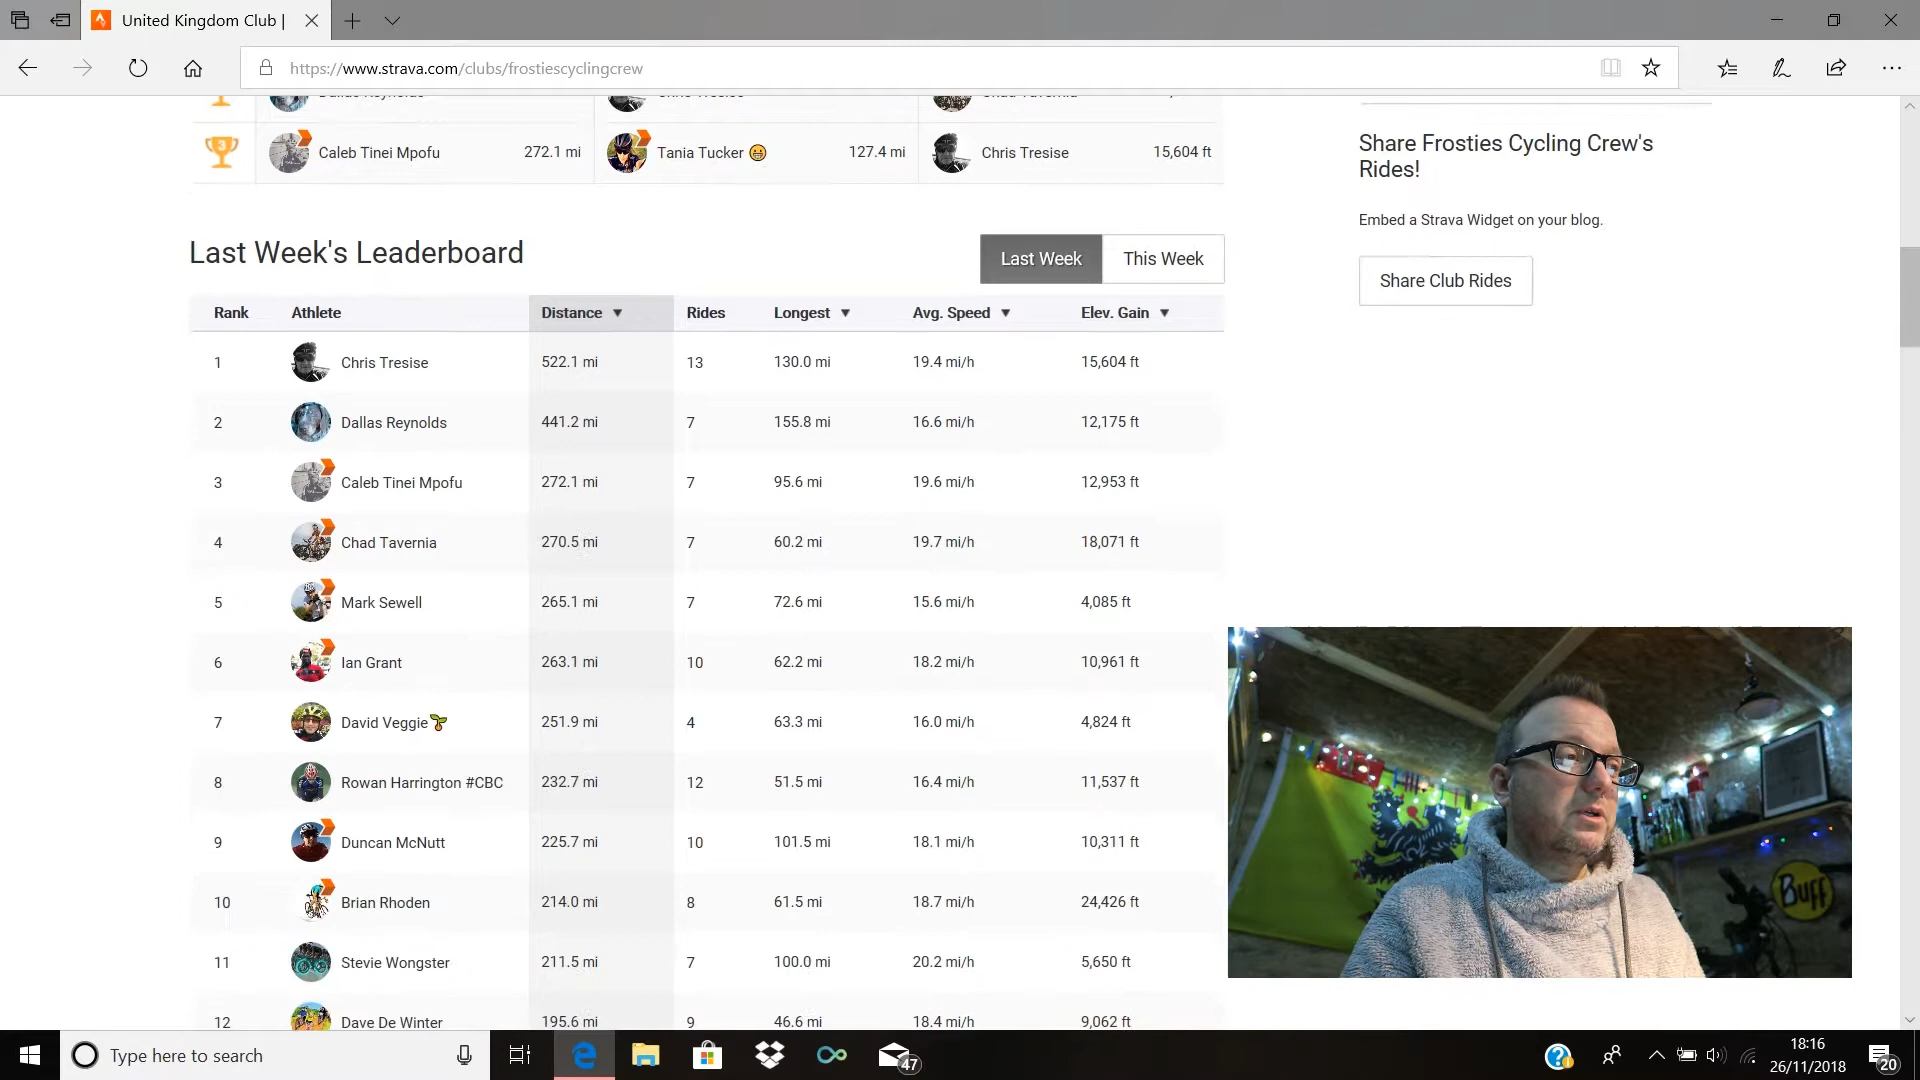 United Kingdom Club |
https://www.strava.com/clubs/frostiescyclingcrew
3 Caleb Tinei Mpofu 272.1 mi Tania Tucker 😀 127.4 mi Chris Tresise 15,604 ft
Share Frosties Cycling Crew's
Rides!
Embed a Strava Widget on your blog.
Share Club Rides
Last Week's Leaderboard
Last Week This Week
Rank Athlete Distance ▼ Rides Longest ▼ Avg. Speed ▼ Elev. Gain ▼
1 Chris Tresise 522.1 mi 13 130.0 mi 19.4 mi/h 15,604 ft
2 Dallas Reynolds 441.2 mi 7 155.8 mi 16.6 mi/h 12,175 ft
3 Caleb Tinei Mpofu 272.1 mi 7 95.6 mi 19.6 mi/h 12,953 ft
4 Chad Tavernia 270.5 mi 7 60.2 mi 19.7 mi/h 18,071 ft
5 Mark Sewell 265.1 mi 7 72.6 mi 15.6 mi/h 4,085 ft
6 Ian Grant 263.1 mi 10 62.2 mi 18.2 mi/h 10,961 ft
7 David Veggie🌱 251.9 mi 4 63.3 mi 16.0 mi/h 4,824 ft
8 Rowan Harrington #CBC 232.7 mi 12 51.5 mi 16.4 mi/h 11,537 ft
9 Duncan McNutt 225.7 mi 10 101.5 mi 18.1 mi/h 10,311 ft
10 Brian Rhoden 214.0 mi 8 61.5 mi 18.7 mi/h 24,426 ft
11 Stevie Wongster 211.5 mi 7 100.0 mi 20.2 mi/h 5,650 ft
12 Dave De Winter 195.6 mi 9 46.6 mi 18.4 mi/h 9,062 ft
BUFF
Type here to search
47
18:16
26/11/2018
20